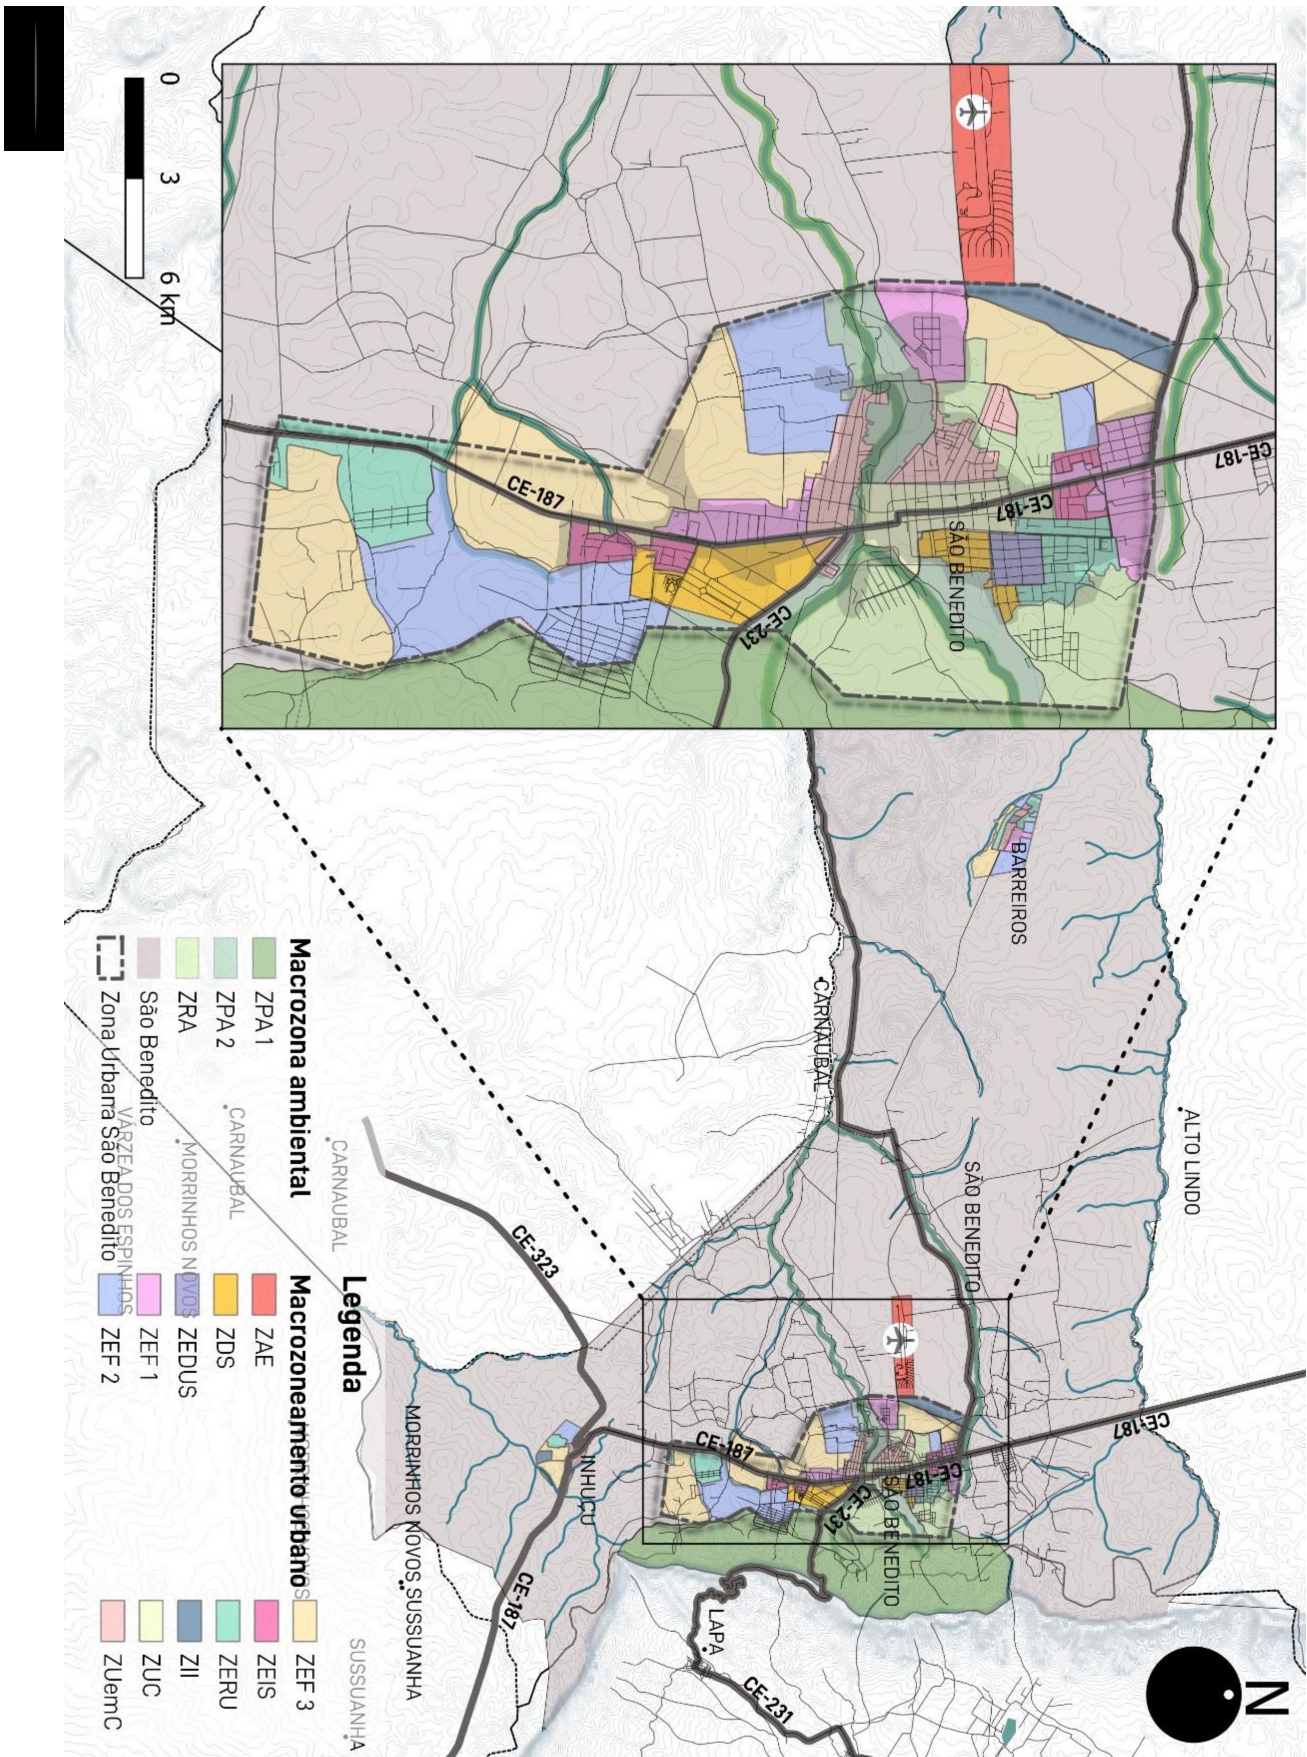 0 3 6 km
CE-187
CE-187
CE-187
SÃO BENEDITO
CE-231
BARREIROS
CARNAUBAL
ALTO LINDO
SÃO BENEDITO
CE-187
CE-187
CE-187
SÃO BENEDITO
CE-231
CE-323
INHUÇU
MORRINHOS NOVOS
SUSSUANHA
CE-187
LAPA
CE-231
N
CARNAUBAL
CARNAUBAL
MORRINHOS NOVOS
VÁRZEA DOS ESPINHOS
SUSSUANHA
Legenda
Macrozona ambiental
ZPA 1
ZPA 2
ZRA
São Benedito
Zona Urbana São Benedito
Macrozoneamento urbano
ZAE
ZDS
ZEDUS
ZEF 1
ZEF 2
ZEF 3
ZEIS
ZERU
ZII
ZUC
ZUemC